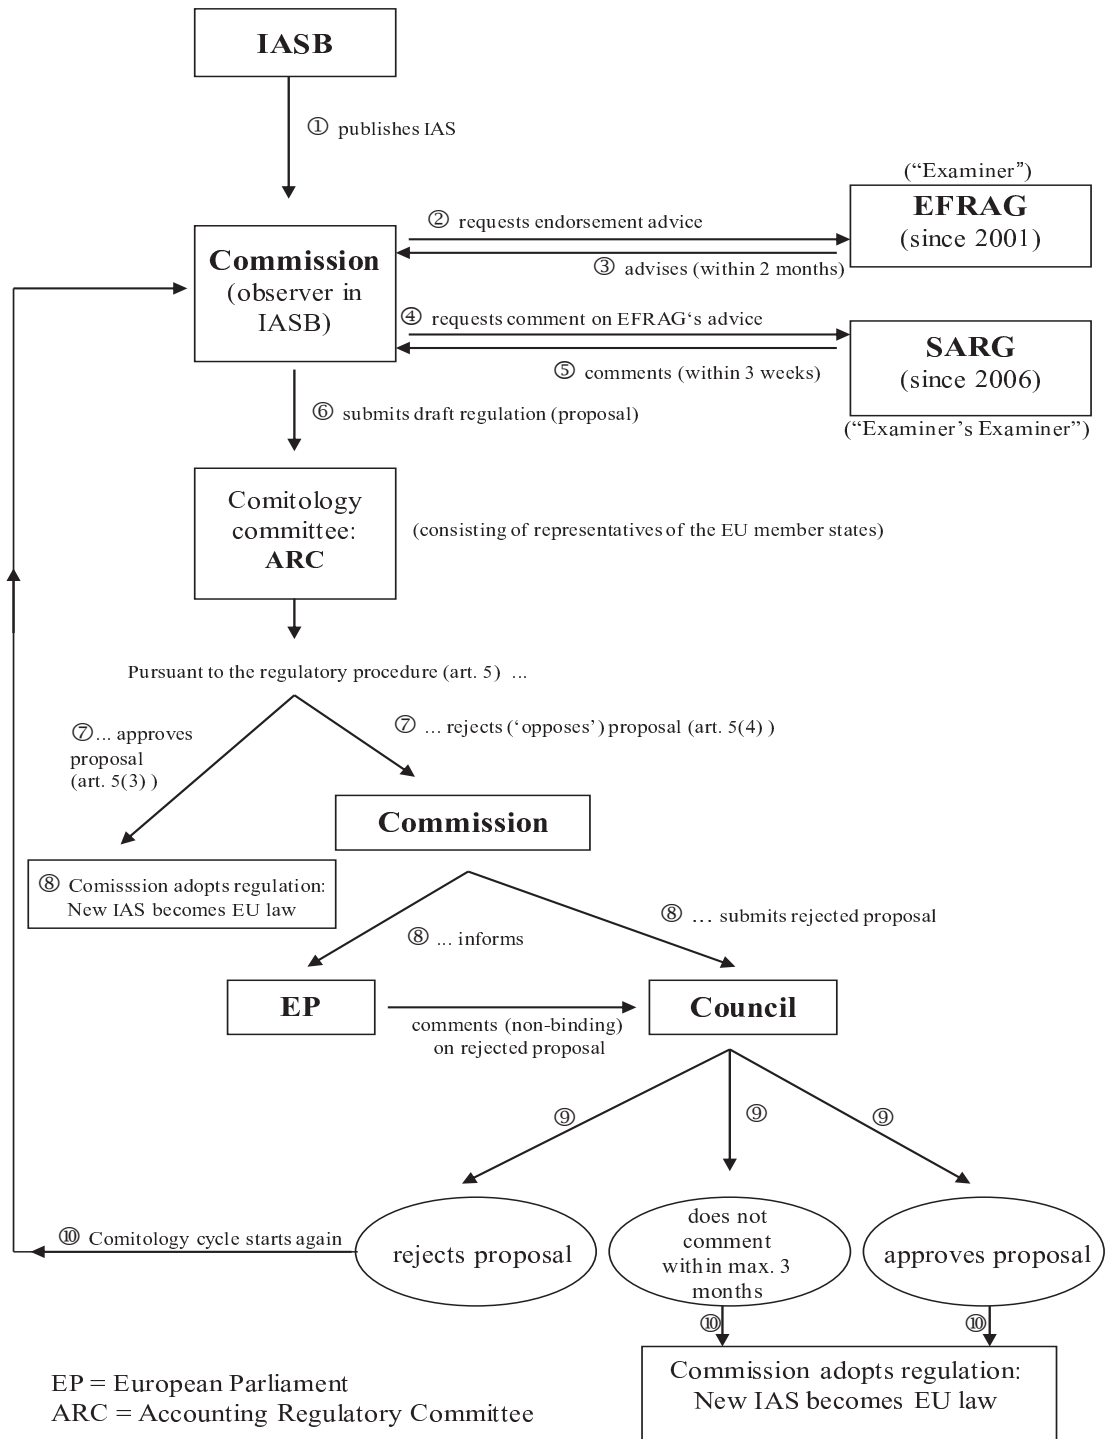 IASB
① publishes IAS
(“Examiner”)
EFRAG
(since 2001)
② requests endorsement advice
③ advises (within 2 months)
Commission
(observer in
IASB)
④ requests comment on EFRAG‘s advice
⑤ comments (within 3 weeks)
SARG
(since 2006)
(“Examiner’s Examiner”)
⑥ submits draft regulation (proposal)
Comitology
committee:
ARC
(consisting of representatives of the EU member states)
Pursuant to the regulatory procedure (art. 5) ...
⑦... approves
proposal
(art. 5(3) )
⑦ ... rejects (‘opposes’) proposal (art. 5(4) )
Commission
⑧ Comisssion adopts regulation:
New IAS becomes EU law
⑧ ... informs
⑧ ... submits rejected proposal
EP
comments (non-binding)
on rejected proposal
Council
⑨
⑨
⑨
⑩ Comitology cycle starts again
rejects proposal
does not
comment
within max. 3
months
approves proposal
⑩
⑩
Commission adopts regulation:
New IAS becomes EU law
EP = European Parliament
ARC = Accounting Regulatory Committee